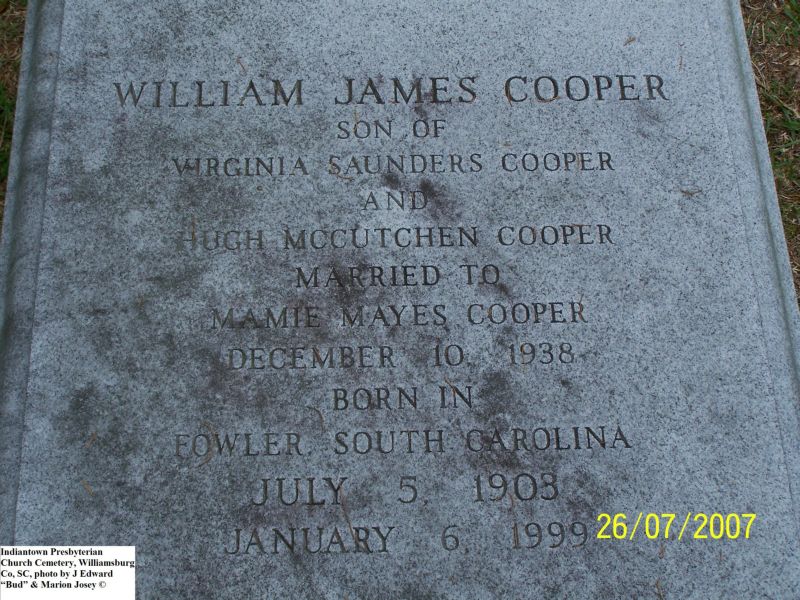 WILLIAM JAMES COOPER
SON OF
VIRGINIA SAUNDERS COOPER
AND
HUGH MCCUTCHEN COOPER
MARRIED TO
MAMIE MAYES COOPER
DECEMBER 10, 1938
BORN IN
FOWLER, SOUTH CAROLINA
JULY 5, 1903
JANUARY 6, 1999
26/07/2007
Indiantown Presbyterian
Church Cemetery, Williamsburg
Co, SC, photo by J Edward
“Bud” & Marion Josey ©